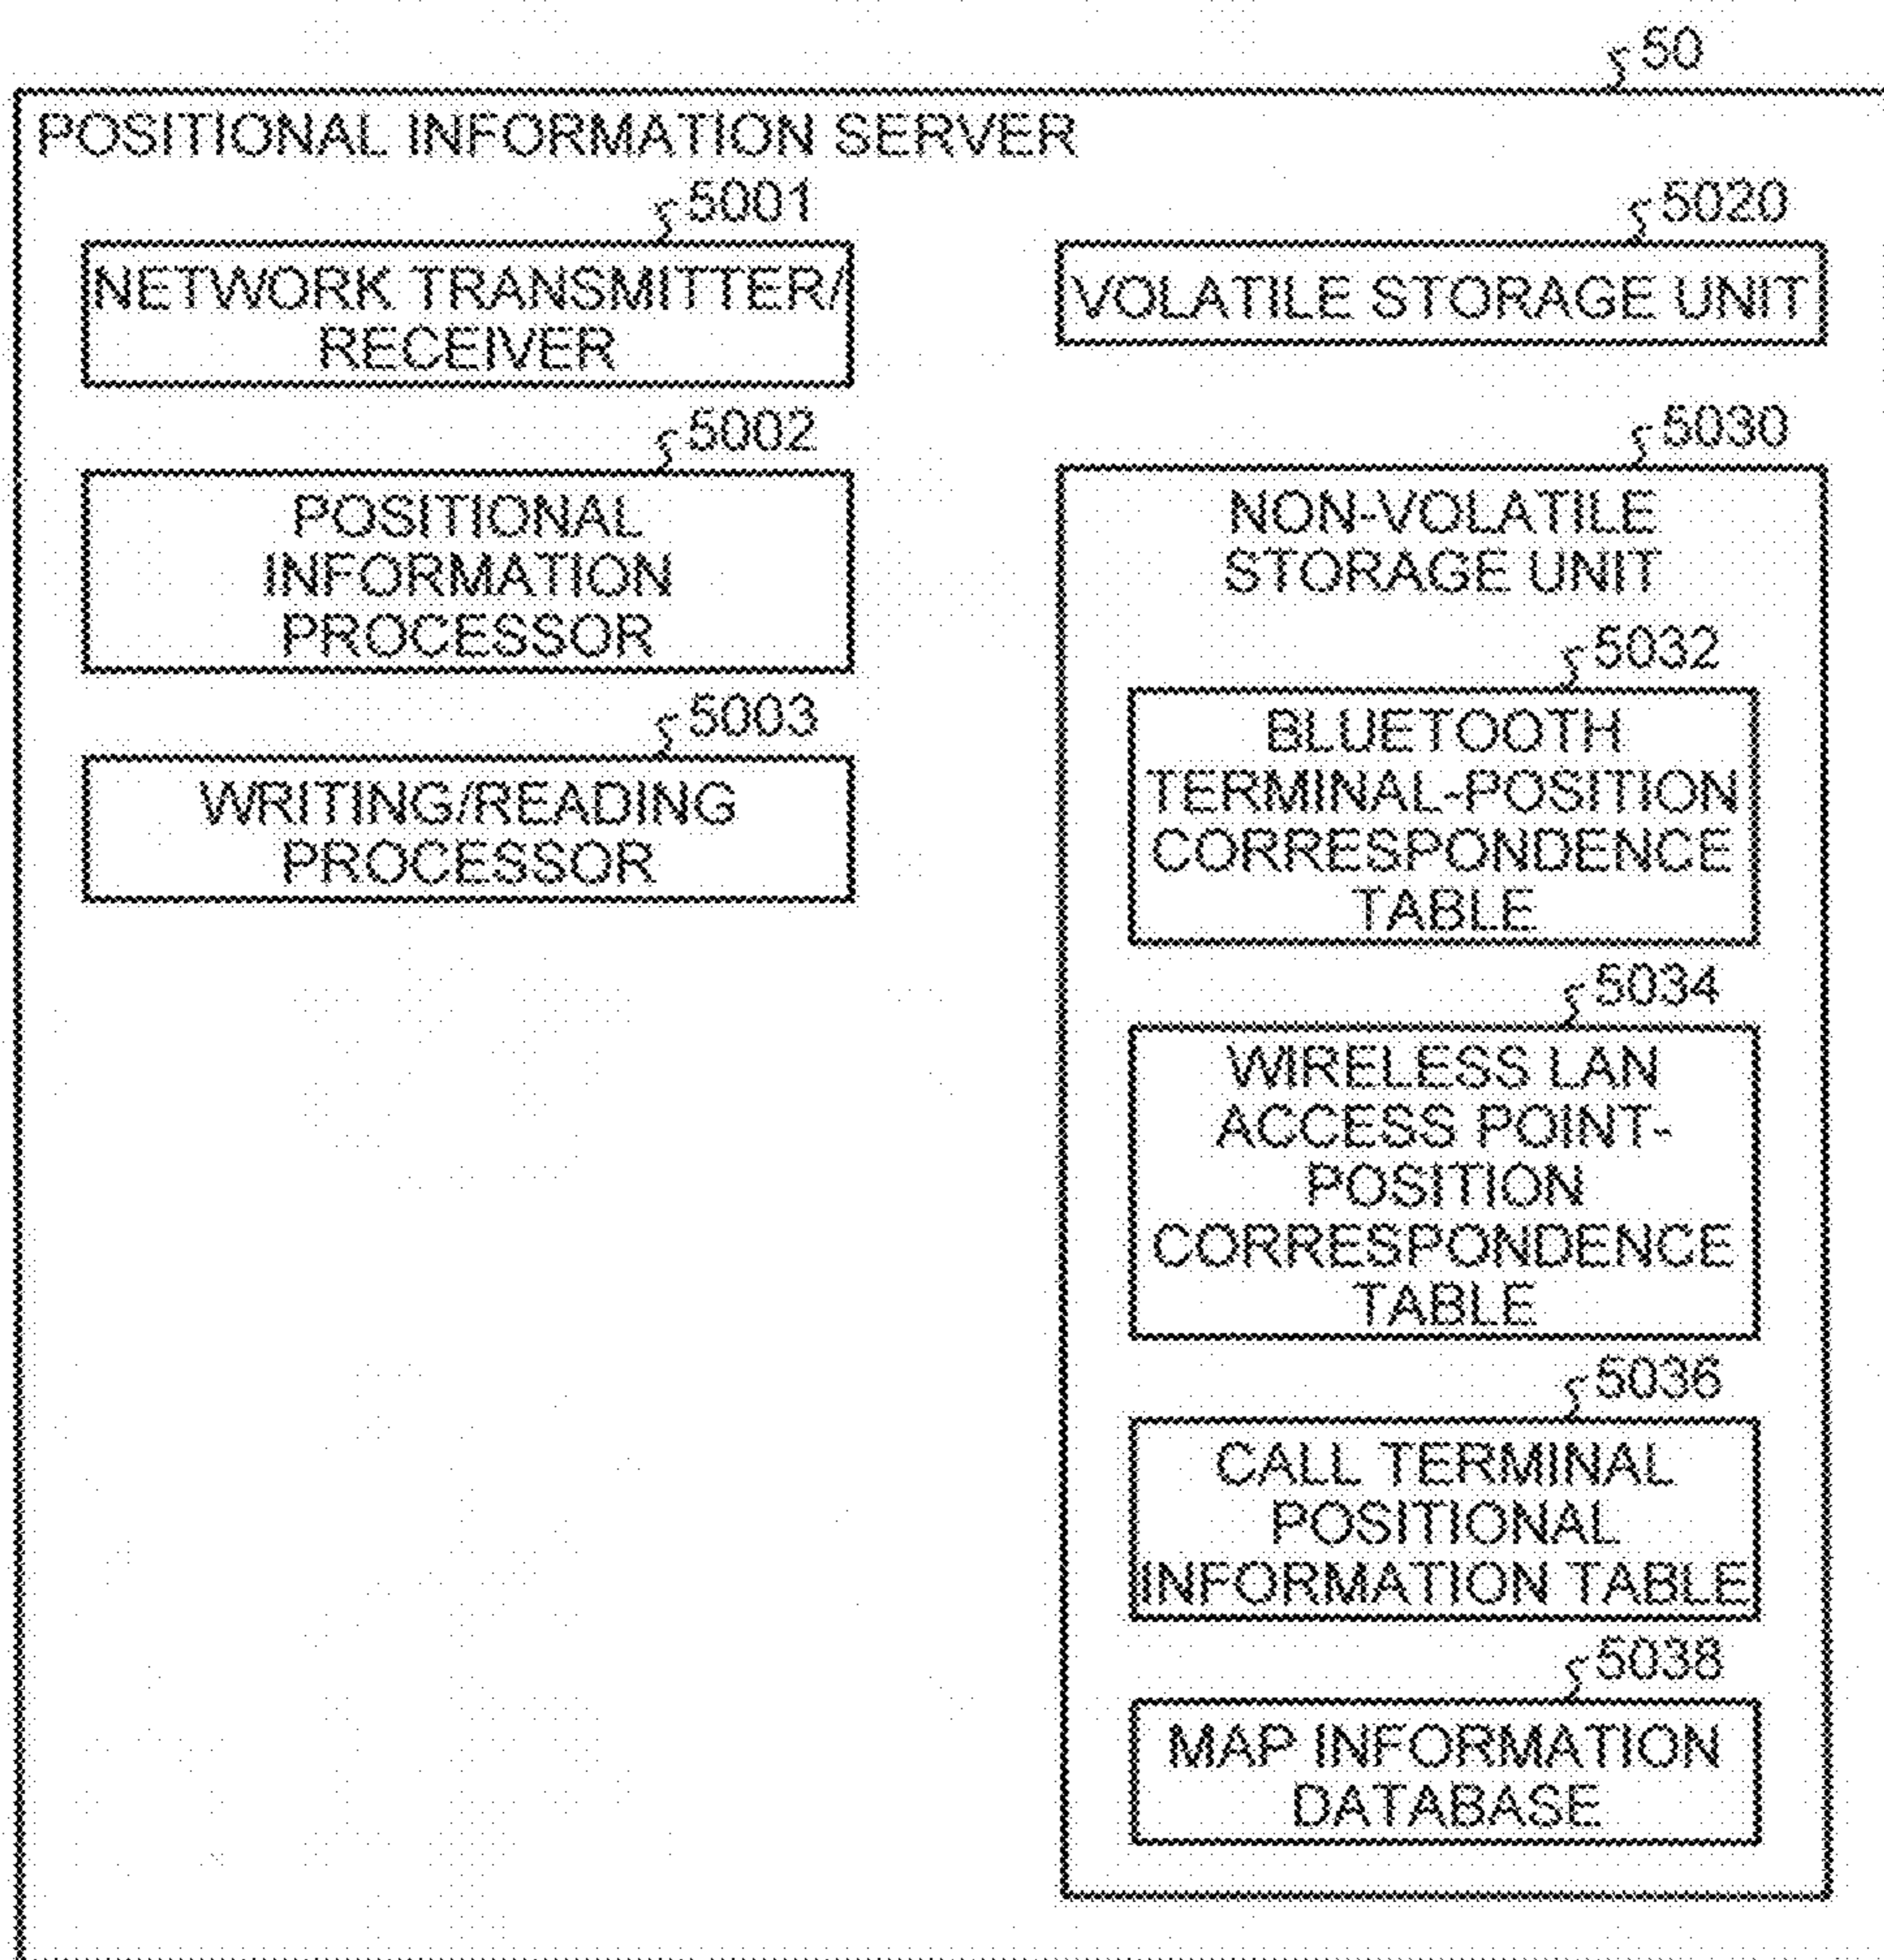 50
POSITIONAL INFORMATION SERVER
5001
NETWORK TRANSMITTER/
RECEIVER
5002
POSITIONAL
INFORMATION
PROCESSOR
5003
WRITING/READING
PROCESSOR
5020
VOLATILE STORAGE UNIT
5030
NON-VOLATILE
STORAGE UNIT
5032
BLUETOOTH
TERMINAL-POSITION
CORRESPONDENCE
TABLE
5034
WIRELESS LAN
ACCESS POINT-
POSITION
CORRESPONDENCE
TABLE
5036
CALL TERMINAL
POSITIONAL
INFORMATION TABLE
5038
MAP INFORMATION
DATABASE